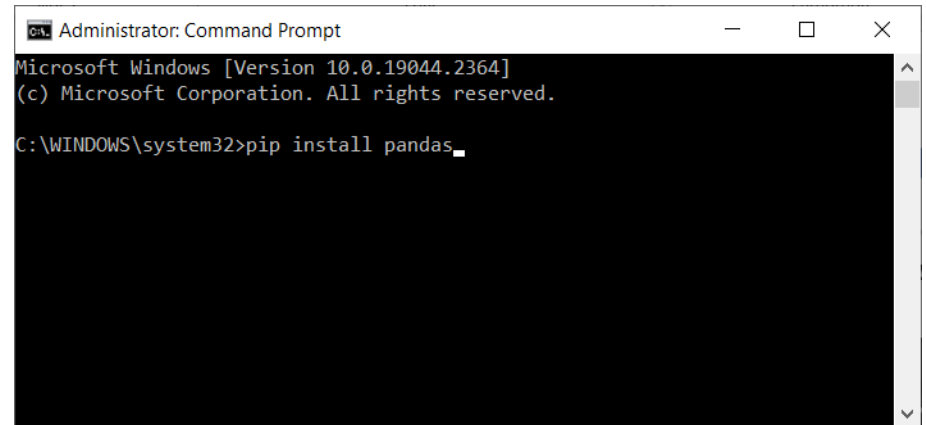 Administrator: Command Prompt
Microsoft Windows [Version 10.0.19044.2364]
(c) Microsoft Corporation. All rights reserved.
C:\WINDOWS\system32>pip install pandas